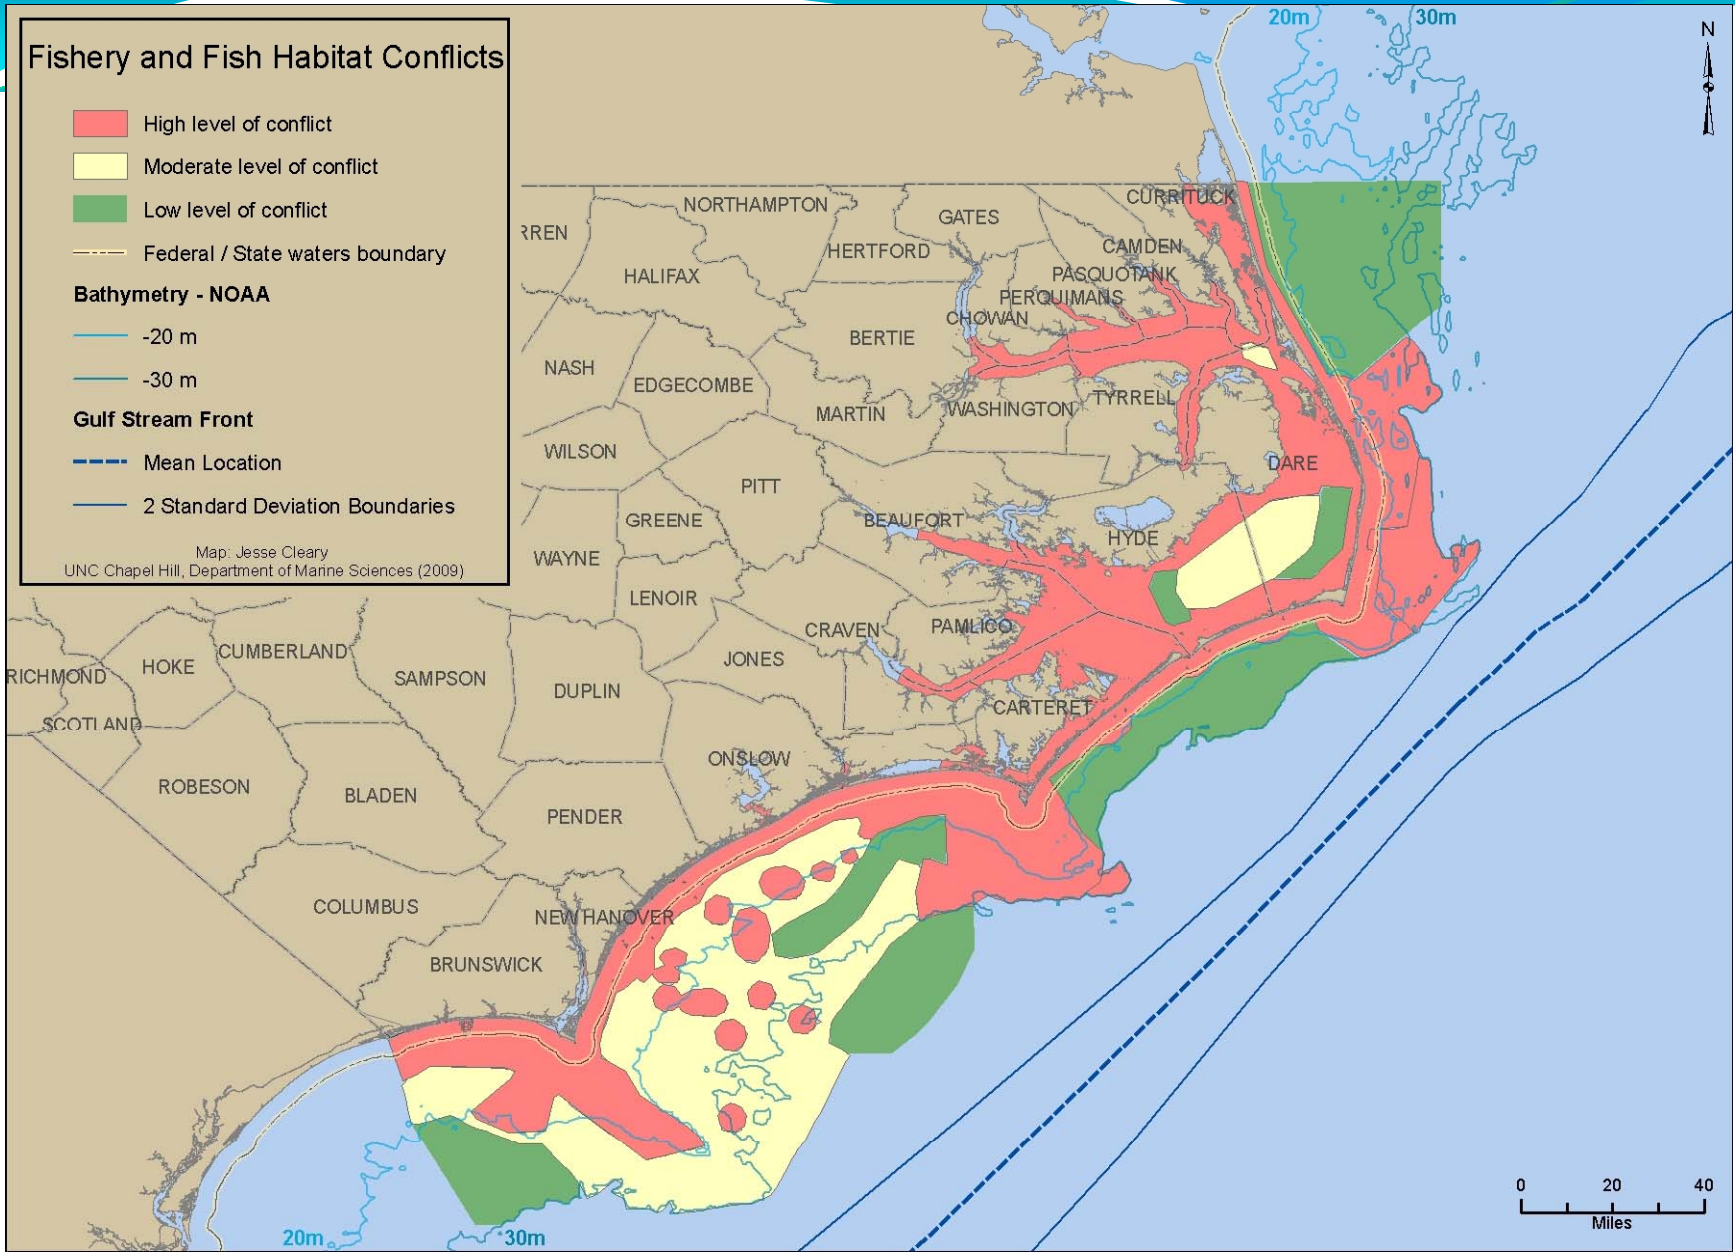 20m
30m
N
Fishery and Fish Habitat Conflicts
High level of conflict
Moderate level of conflict
Low level of conflict
Federal / State waters boundary
Bathymetry - NOAA
-20 m
-30 m
Gulf Stream Front
Mean Location
2 Standard Deviation Boundaries
Map: Jesse Cleary
UNC Chapel Hill, Department of Marine Sciences (2009)
CURRITUCK
NORTHAMPTON
GATES
RREN
HERTFORD
CAMDEN
HALIFAX
PASQUOTANK
PERQUIMANS
CHOWAN
BERTIE
NASH
EDGECOMBE
TYRRELL
MARTIN
WASHINGTON
WILSON
DARE
PITT
GREENE
BEAUFORT
HYDE
WAYNE
LENOIR
CRAVEN
PAMLICO
CUMBERLAND
JONES
HOKE
RICHMOND
SAMPSON
DUPLIN
CARTERET
SCOTLAND
ONSLOW
ROBESON
BLADEN
PENDER
COLUMBUS
NEW HANOVER
BRUNSWICK
0 20 40
Miles
20m
30m